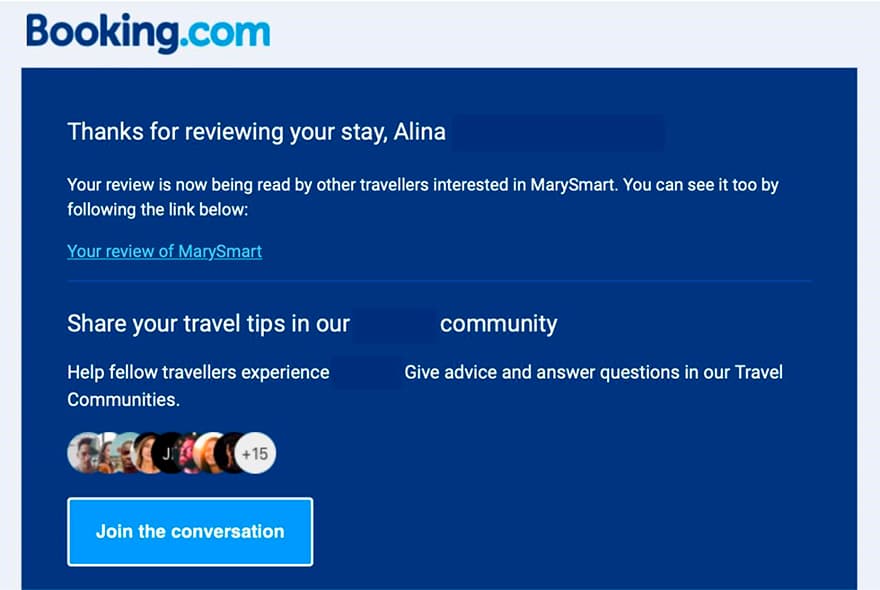 Booking.com
Thanks for reviewing your stay, Alina
Your review is now being read by other travellers interested in MarySmart. You can see it too by
following the link below:
Your review of MarySmart
Share your travel tips in our community
Help fellow travellers experience Give advice and answer questions in our Travel
Communities.
+15
Join the conversation